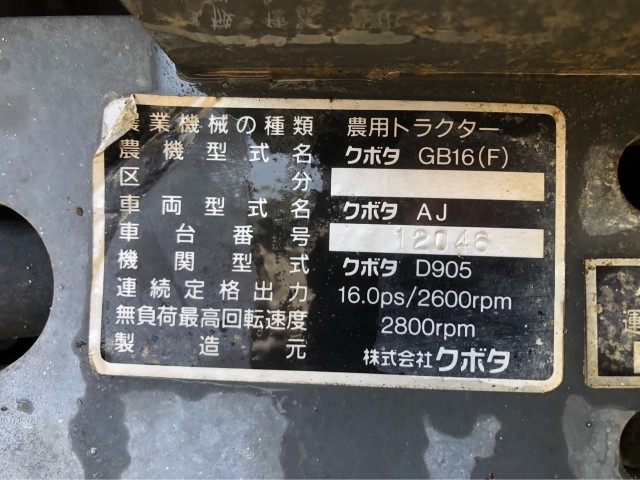 農業機械の種類 農用トラクター
農機型式名 クボタ GB16(F)
区分
車両型式名 クボタ AJ
車台番号 12046
機関型式 クボタ D905
連続定格出力 16.0ps/2600rpm
無負荷最高回転速度 2800rpm
製造元 株式会社クボタ
運